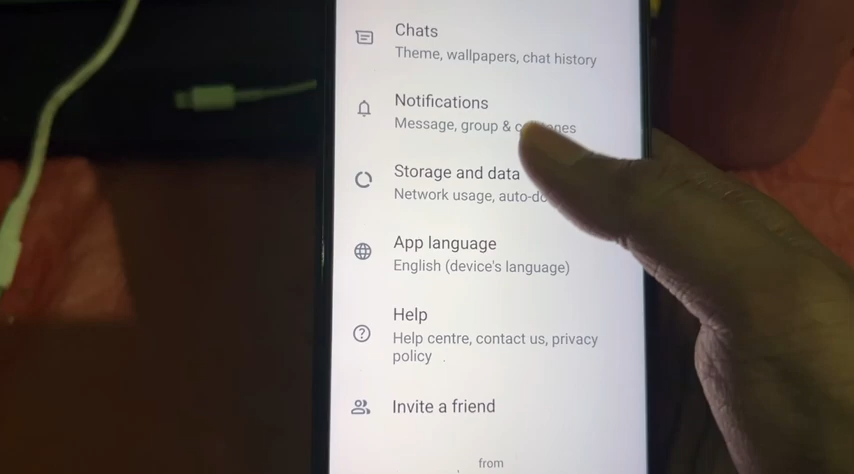 Chats
Theme, wallpapers, chat history
Notifications
Message, group &
Storage and data
Network usage,
App language
English (device's language)
Help
Help centre, contact us, privacy
policy
Invite a friend
from